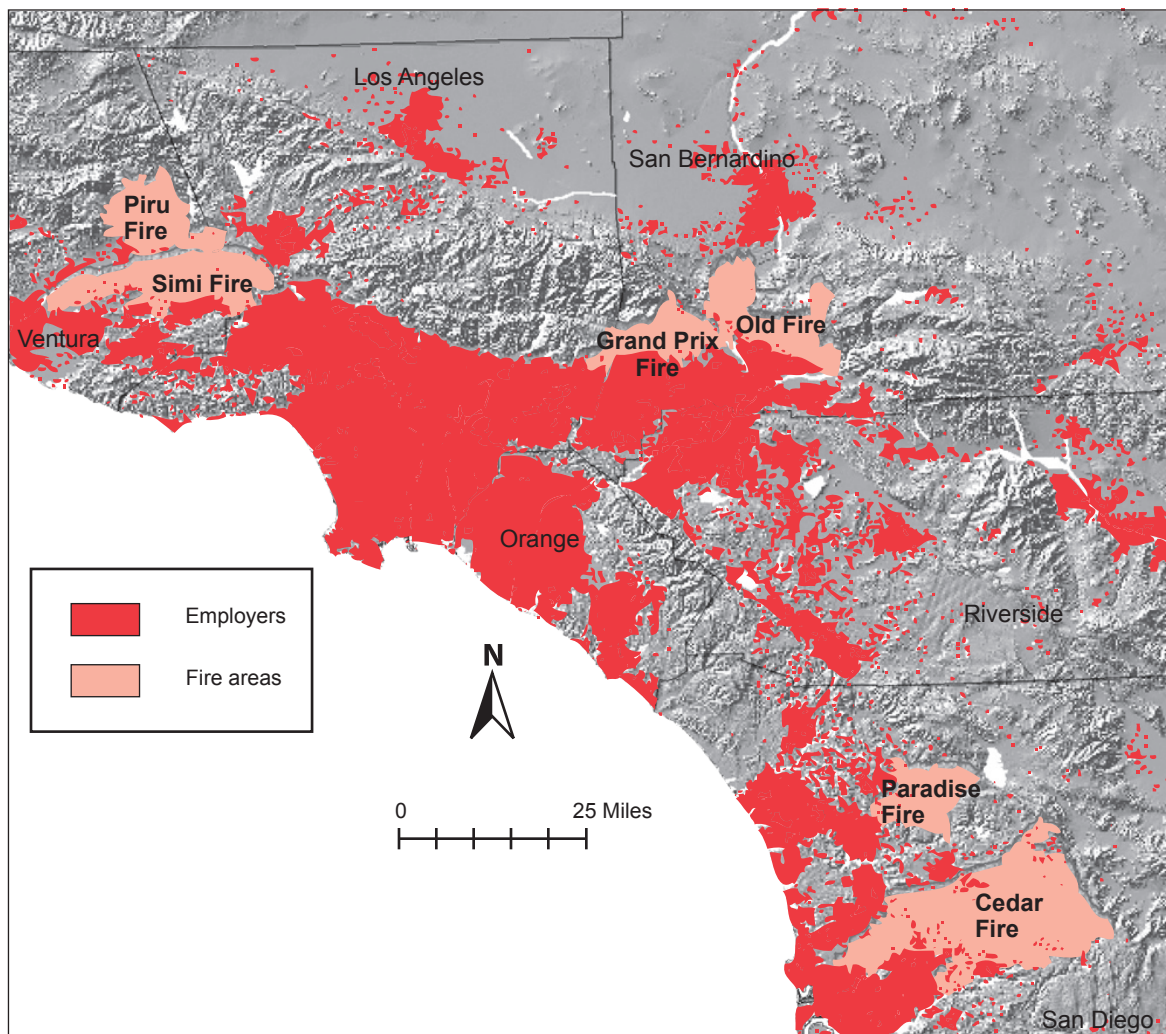 Los Angeles
San Bernardino
Piru
Fire
Simi Fire
Ventura
Old Fire
Grand Prix
Fire
Orange
Employers
Fire areas
Riverside
N
0 25 Miles
Paradise
Fire
Cedar
Fire
San Diego